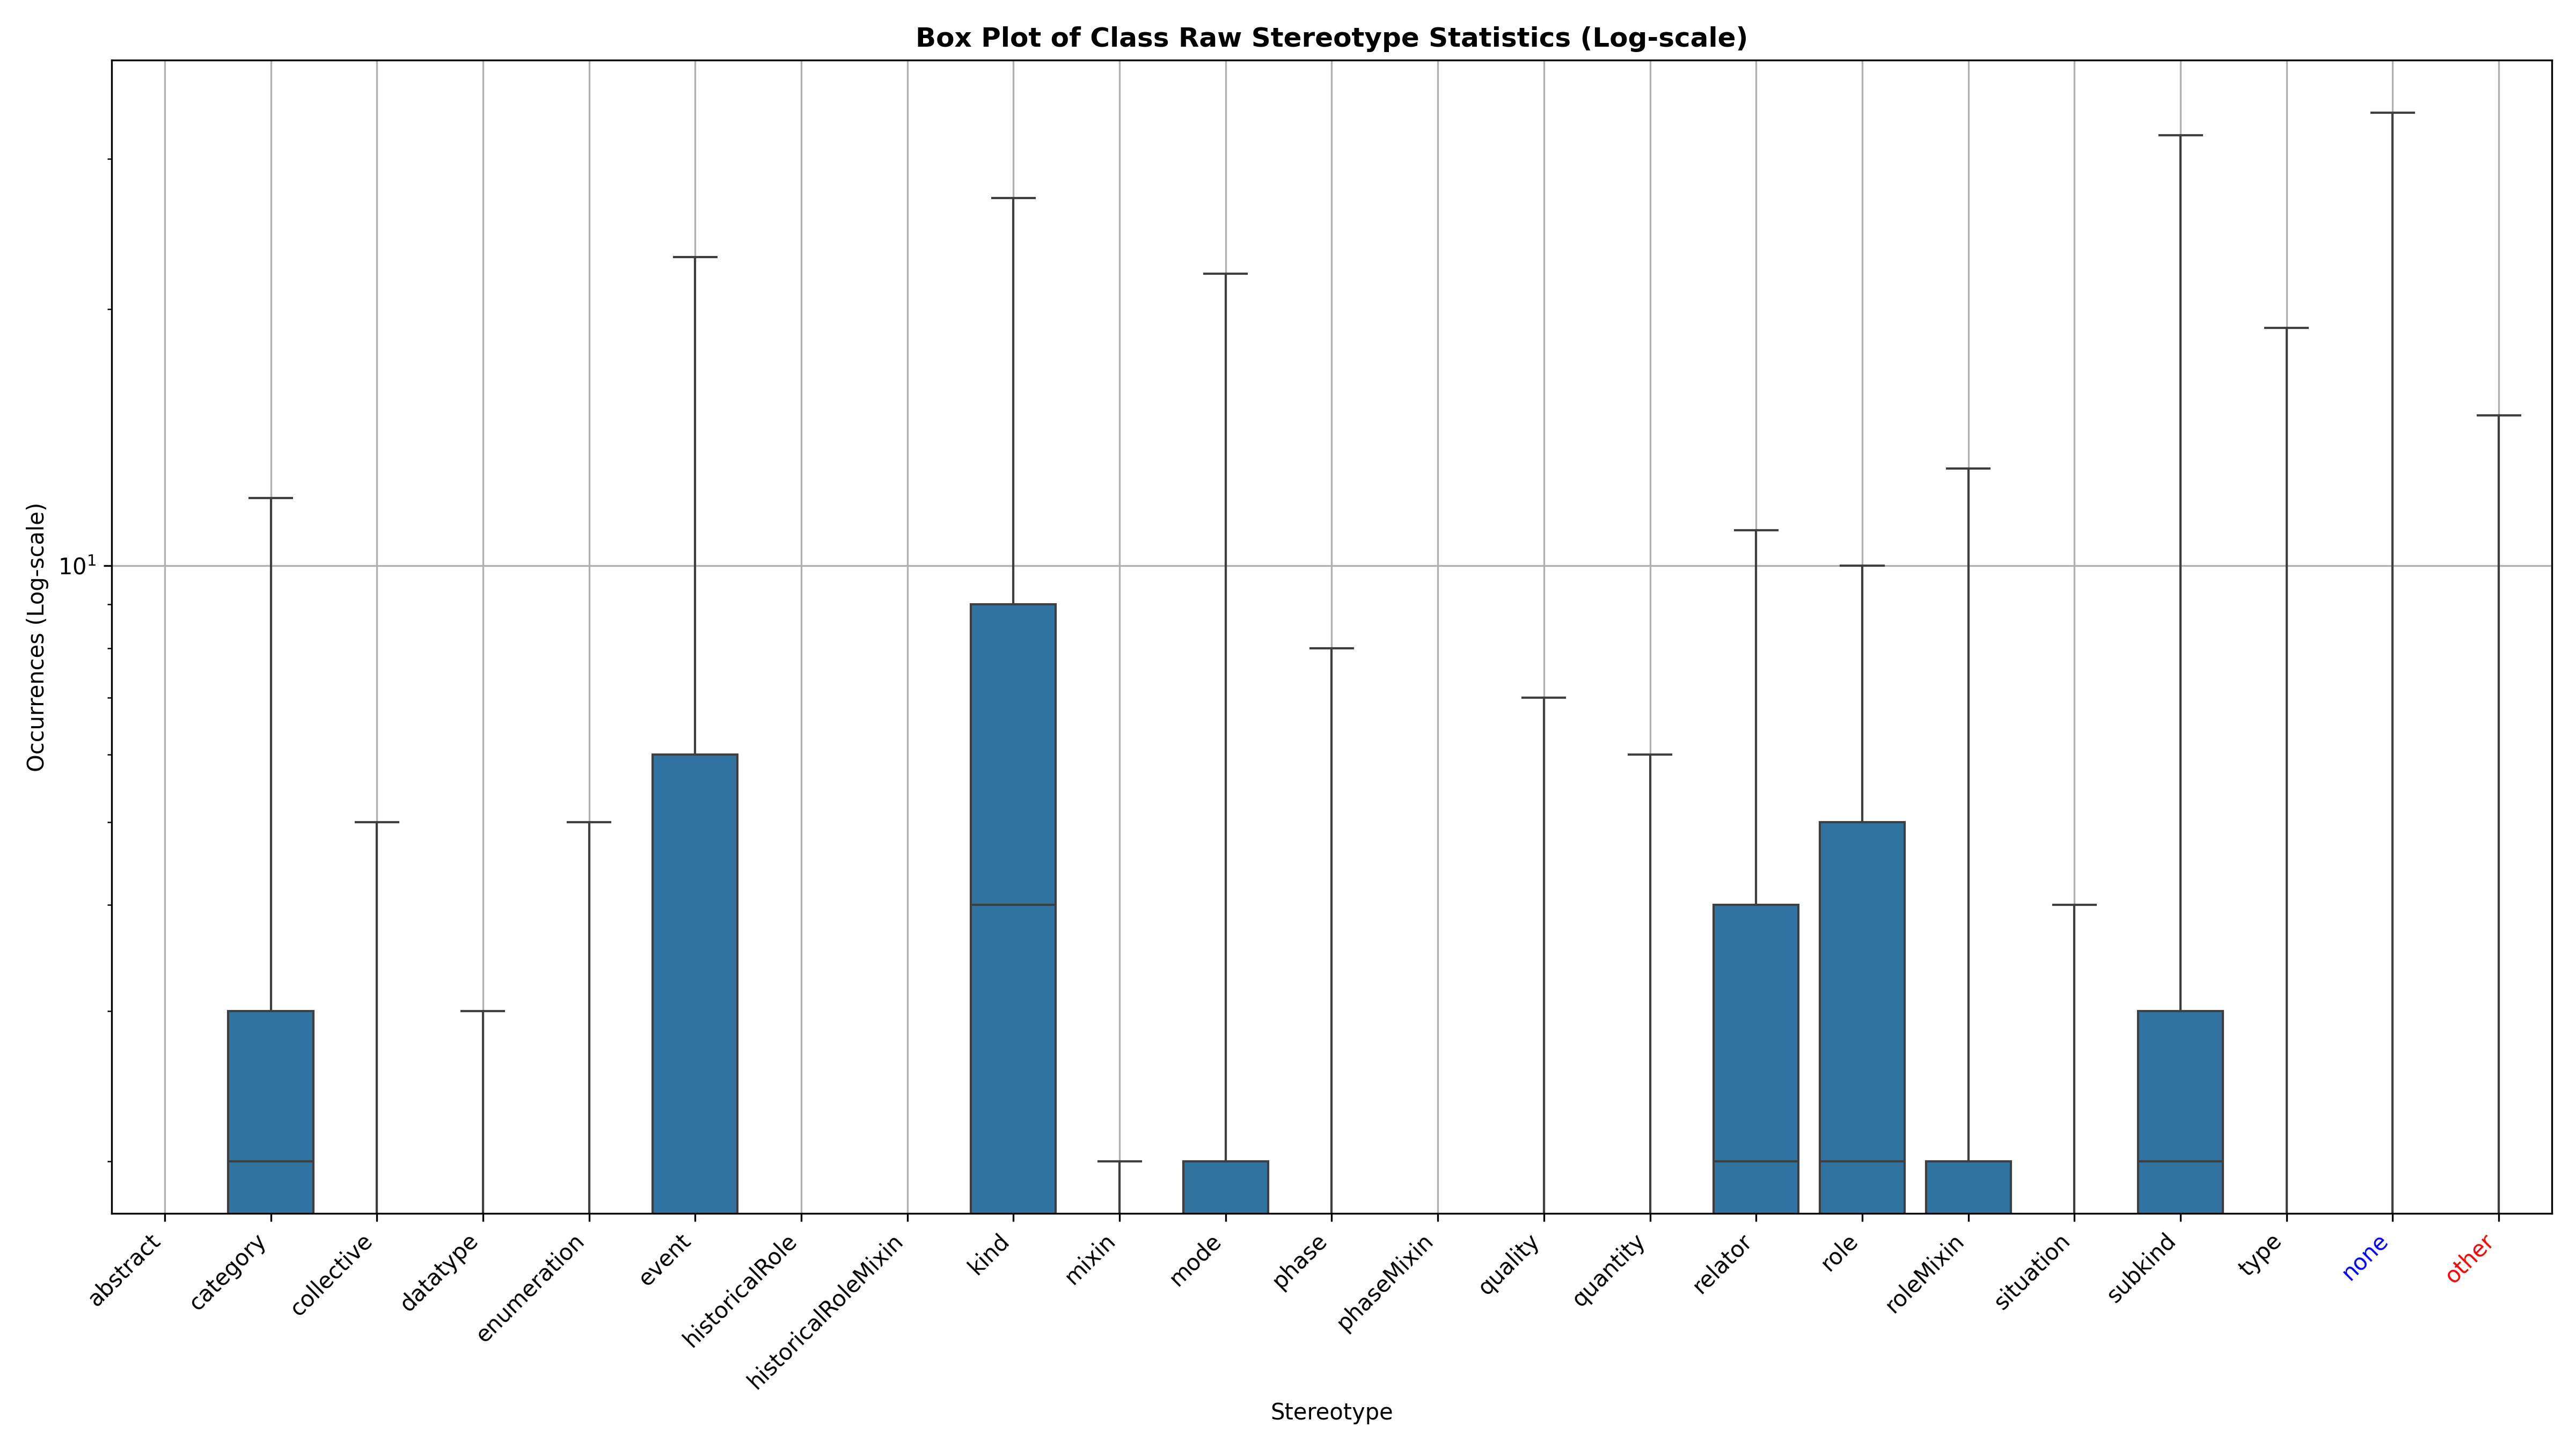 Box Plot of Class Raw Stereotype Statistics (Log-scale)
Occurrences (Log-scale)
10¹
abstract
category
collective
datatype
enumeration
event
historicalRole
historicalRoleMixin
kind
mixin
mode
phase
phaseMixin
quality
quantity
relator
role
roleMixin
situation
subkind
type
none
other
Stereotype